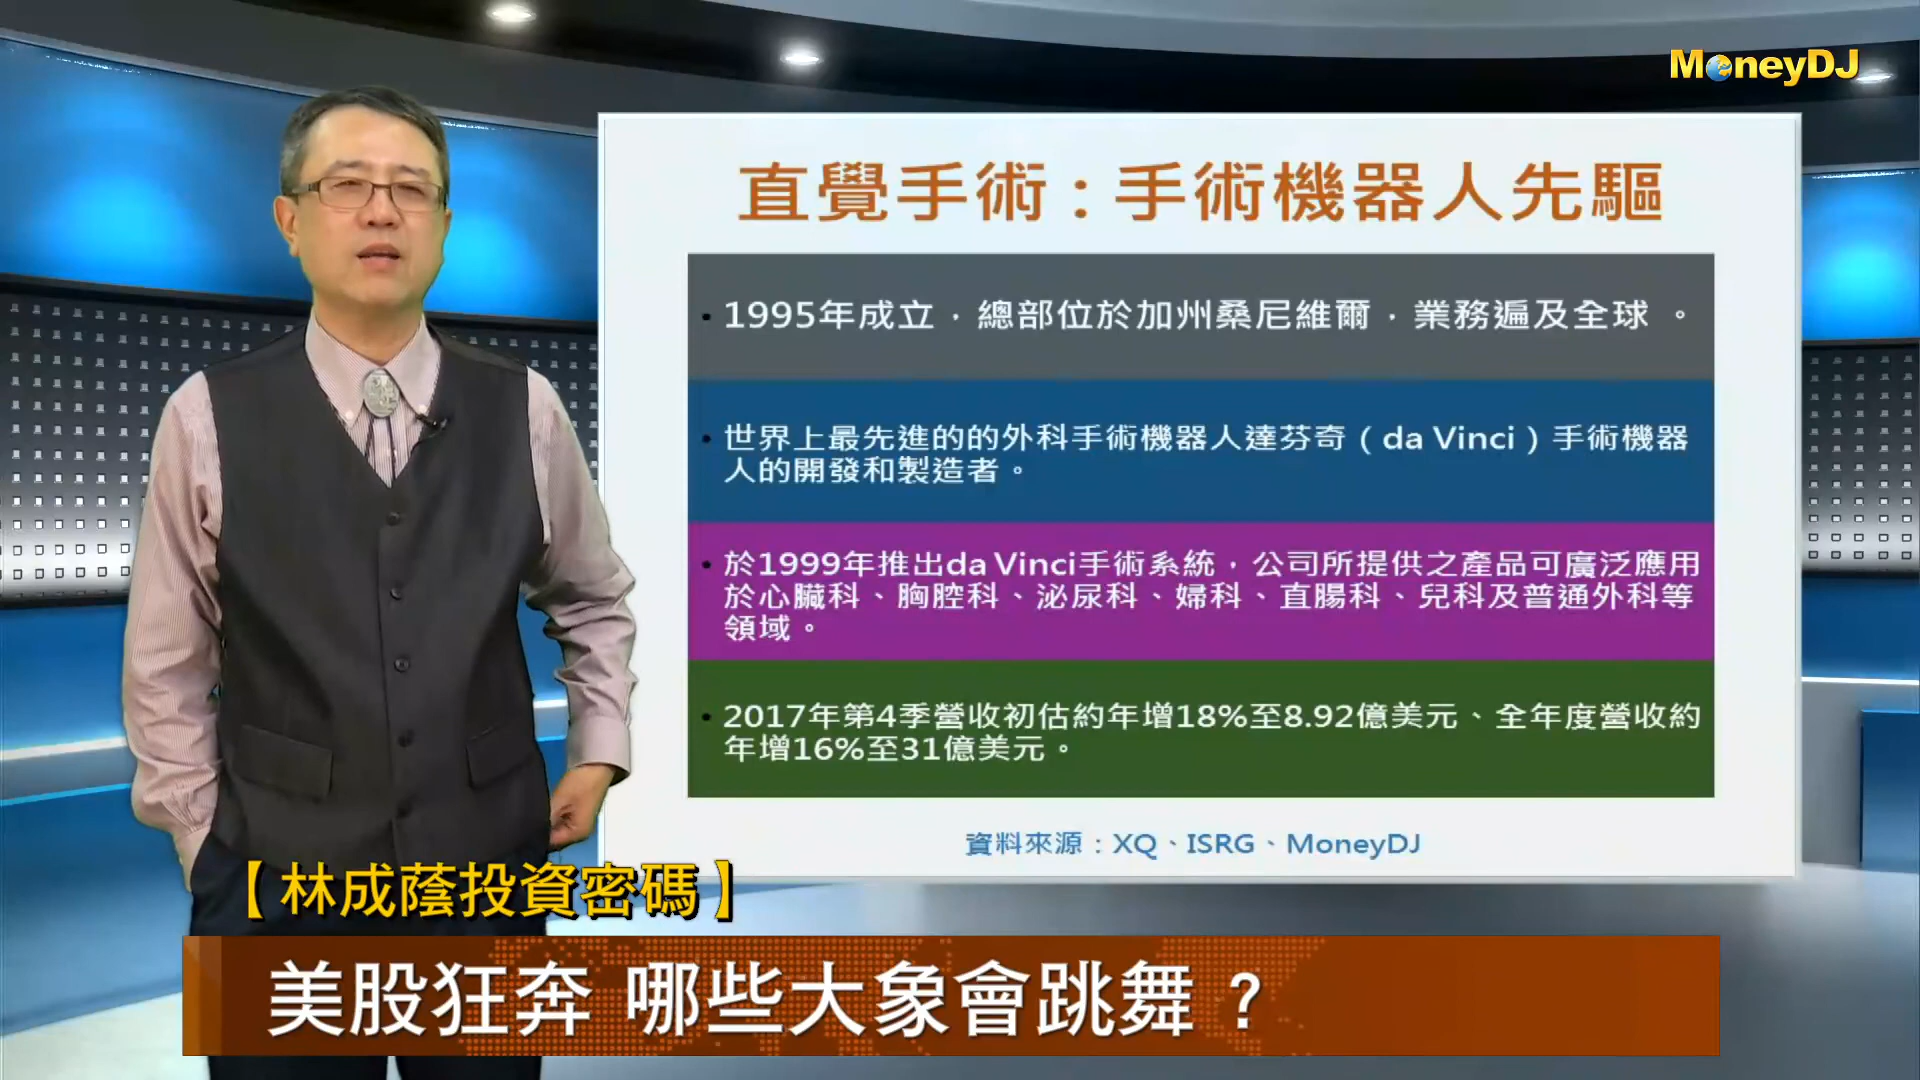 MoneyDJ
直覺手術：手術機器人先驅
• 1995年成立，總部位於加州桑尼維爾，業務遍及全球 。
• 世界上最先進的的外科手術機器人達芬奇（da Vinci）手術機器
人的開發和製造者。
• 於1999年推出da Vinci手術系統，公司所提供之產品可廣泛應用
於心臟科、胸腔科、泌尿科、婦科、直腸科、兒科及普通外科等
領域。
• 2017年第4季營收初估約年增18%至8.92億美元、全年度營收約
年增16%至31億美元。
資料來源：XQ、ISRG、MoneyDJ
【林成蔭投資密碼】
美股狂奔 哪些大象會跳舞？